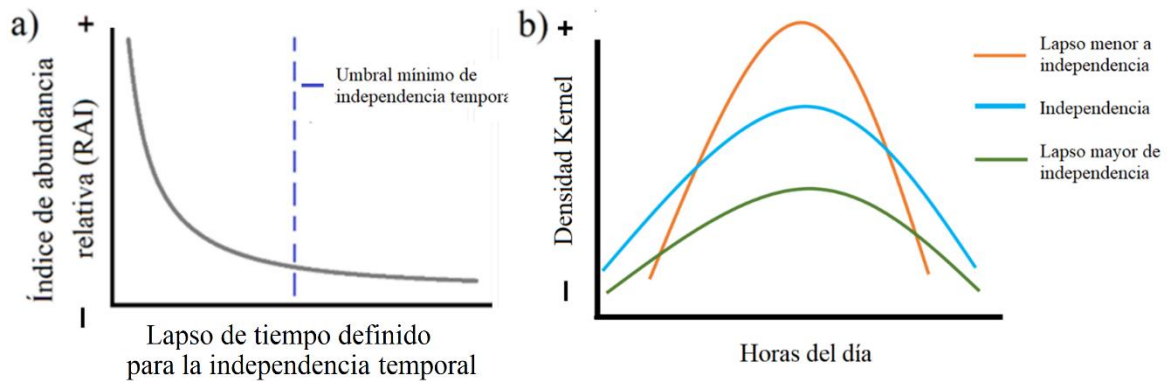 a)
+
Índice de abundancia
relativa (RAI)
–
Umbral mínimo de
independencia tempora
Lapso de tiempo definido
para la independencia temporal
b)
+
Densidad Kernel
–
Horas del día
Lapso menor a
independencia
Independencia
Lapso mayor de
independencia